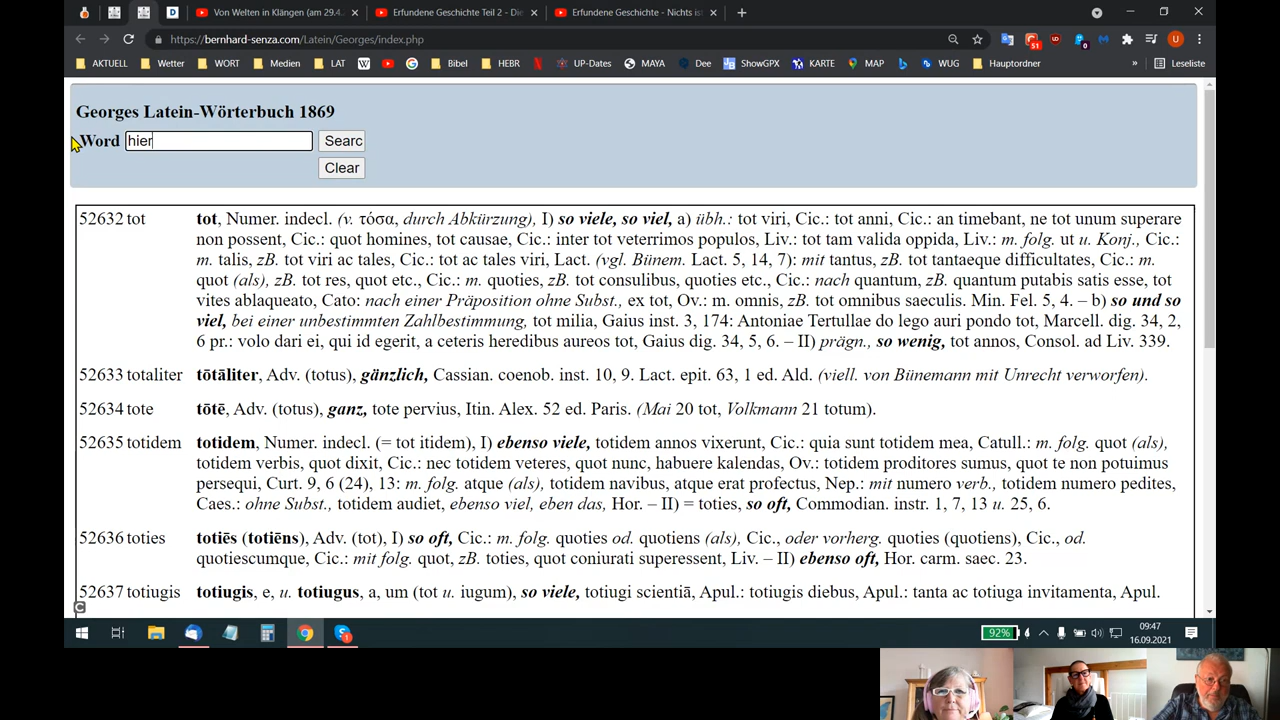 Von Welten in Klängen (am 29.4.
Erfundene Geschichte Teil 2 - Die
Erfundene Geschichte - Nichts ist
https://bernhard-senza.com/Latein/Georges/index.php
51
0
U
AKTUELL Wetter WORT Medien LAT Bibel HEBR UP-Dates MAYA Dee ShowGPX KARTE MAP WUG Hauptordner » Leseliste
Georges Latein-Wörterbuch 1869
Word hier Searc
Clear
52632 tot tot, Numer. indecl. (v. τόσα, durch Abkürzung), I) so viele, so viel, a) übh.: tot viri, Cic.: tot anni, Cic.: an timebant, ne tot unum superare
non possent, Cic.: quot homines, tot causae, Cic.: inter tot veterrimos populos, Liv.: tot tam valida oppida, Liv.: m. folg. ut u. Konj., Cic.:
m. talis, zB. tot viri ac tales, Cic.: tot ac tales viri, Lact. (vgl. Bünem. Lact. 5, 14, 7): mit tantus, zB. tot tantaeque difficultates, Cic.: m.
quot (als), zB. tot res, quot etc., Cic.: m. quoties, zB. tot consulibus, quoties etc., Cic.: nach quantum, zB. quantum putabis satis esse, tot
vites ablaqueato, Cato: nach einer Präposition ohne Subst., ex tot, Ov.: m. omnis, zB. tot omnibus saeculis. Min. Fel. 5, 4. – b) so und so
viel, bei einer unbestimmten Zahlbestimmung, tot milia, Gaius inst. 3, 174: Antoniae Tertullae do lego auri pondo tot, Marcell. dig. 34, 2,
6 pr.: volo dari ei, qui id egerit, a ceteris heredibus aureos tot, Gaius dig. 34, 5, 6. – II) prägn., so wenig, tot annos, Consol. ad Liv. 339.
52633 totaliter tōtāliter, Adv. (totus), gänzlich, Cassian. coenob. inst. 10, 9. Lact. epit. 63, 1 ed. Ald. (viell. von Bünemann mit Unrecht verworfen).
52634 tote tōtē, Adv. (totus), ganz, tote pervius, Itin. Alex. 52 ed. Paris. (Mai 20 tot, Volkmann 21 totum).
52635 totidem totidem, Numer. indecl. (= tot itidem), I) ebenso viele, totidem annos vixerunt, Cic.: quia sunt totidem mea, Catull.: m. folg. quot (als),
totidem verbis, quot dixit, Cic.: nec totidem veteres, quot nunc, habuere kalendas, Ov.: totidem proditores sumus, quot te non potuimus
persequi, Curt. 9, 6 (24), 13: m. folg. atque (als), totidem navibus, atque erat profectus, Nep.: mit numero verb., totidem numero pedites,
Caes.: ohne Subst., totidem audiet, ebenso viel, eben das, Hor. – II) = toties, so oft, Commodian. instr. 1, 7, 13 u. 25, 6.
52636 toties totiēs (totiēns), Adv. (tot), I) so oft, Cic.: m. folg. quoties od. quotiens (als), Cic., oder vorherg. quoties (quotiens), Cic., od.
quotiescumque, Cic.: mit folg. quot, zB. toties, quot coniurati superessent, Liv. – II) ebenso oft, Hor. carm. saec. 23.
52637 totiugis totiugis, e, u. totiugus, a, um (tot u. iugum), so viele, totiugi scientiā, Apul.: totiugis diebus, Apul.: tanta ac totiuga invitamenta, Apul.
92%
09:47
16.09.2021